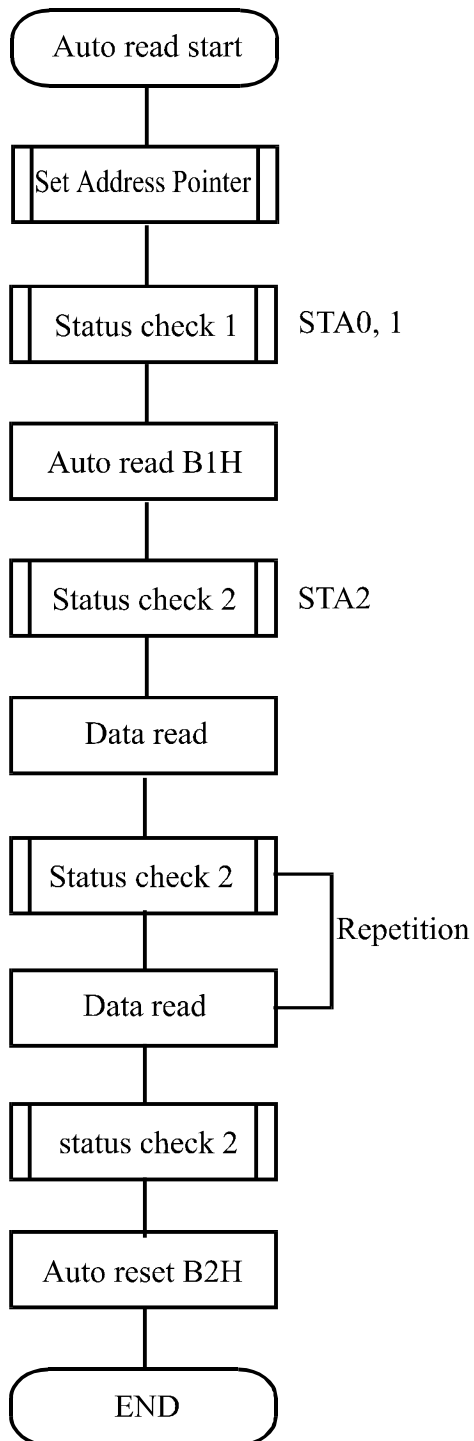 Auto read start
Set Address Pointer
Status check 1
STA0, 1
Auto read B1H
Status check 2
STA2
Data read
Status check 2
Repetition
Data read
status check 2
Auto reset B2H
END